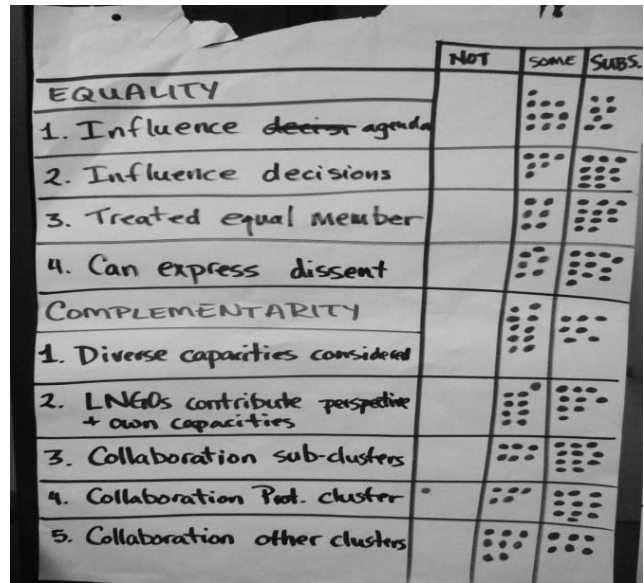 NOT SOME SUBS.
EQUALITY
1. Influence decisr agenda
2. Influence decisions
3. Treated equal member
4. Can express dissent
COMPLEMENTARITY
1. Diverse capacities considered
2. LNGOs contribute perspective
+ own capacities
3. Collaboration sub-clusters
4. Collaboration Prot. cluster
5. Collaboration other clusters